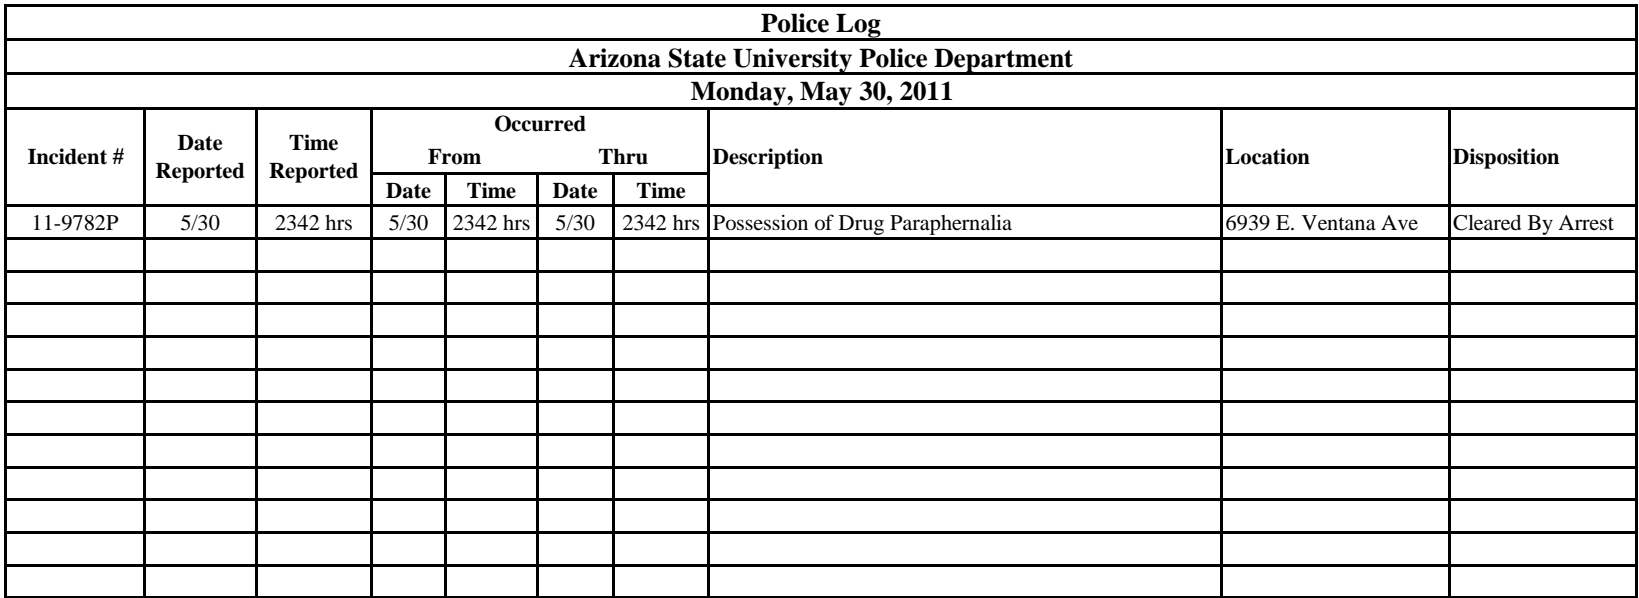 Police Log
Arizona State University Police Department
Monday, May 30, 2011
Incident # Date Reported Time Reported Occurred Description Location Disposition
From Thru
Date Time Date Time
11-9782P 5/30 2342 hrs 5/30 2342 hrs 5/30 2342 hrs Possession of Drug Paraphernalia 6939 E. Ventana Ave Cleared By Arrest